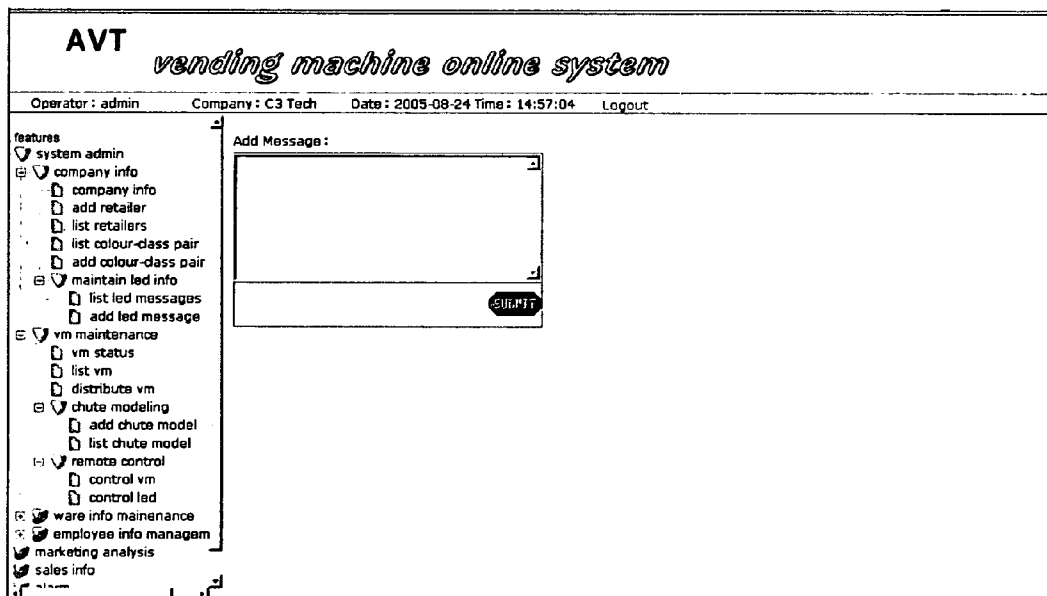 AVT
vending machine online system
Operator : admin Company : C3 Tech Date : 2005-08-24 Time : 14:57:04 Logout
features
system admin
company info
company info
add retailer
list retailers
list colour-class pair
add colour-class pair
maintain led info
list led messages
add led message
vm maintenance
vm status
list vm
distribute vm
chute modeling
add chute model
list chute model
remote control
control vm
control led
ware info mainenance
employee info managem
marketing analysis
sales info
alarm
Add Message :
SUBMIT